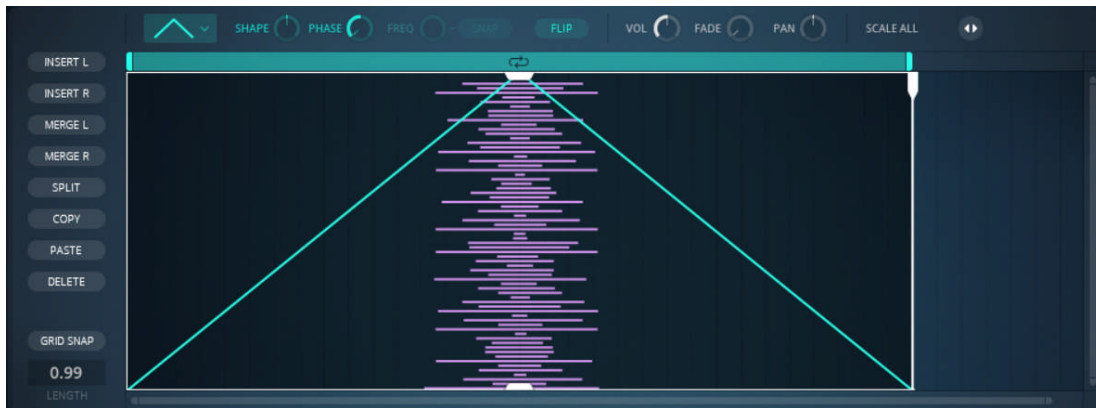 SHAPE PHASE FREQ SNAP FLIP VOL FADE PAN SCALE ALL
INSERT L
INSERT R
MERGE L
MERGE R
SPLIT
COPY
PASTE
DELETE
GRID SNAP
0.99
LENGTH